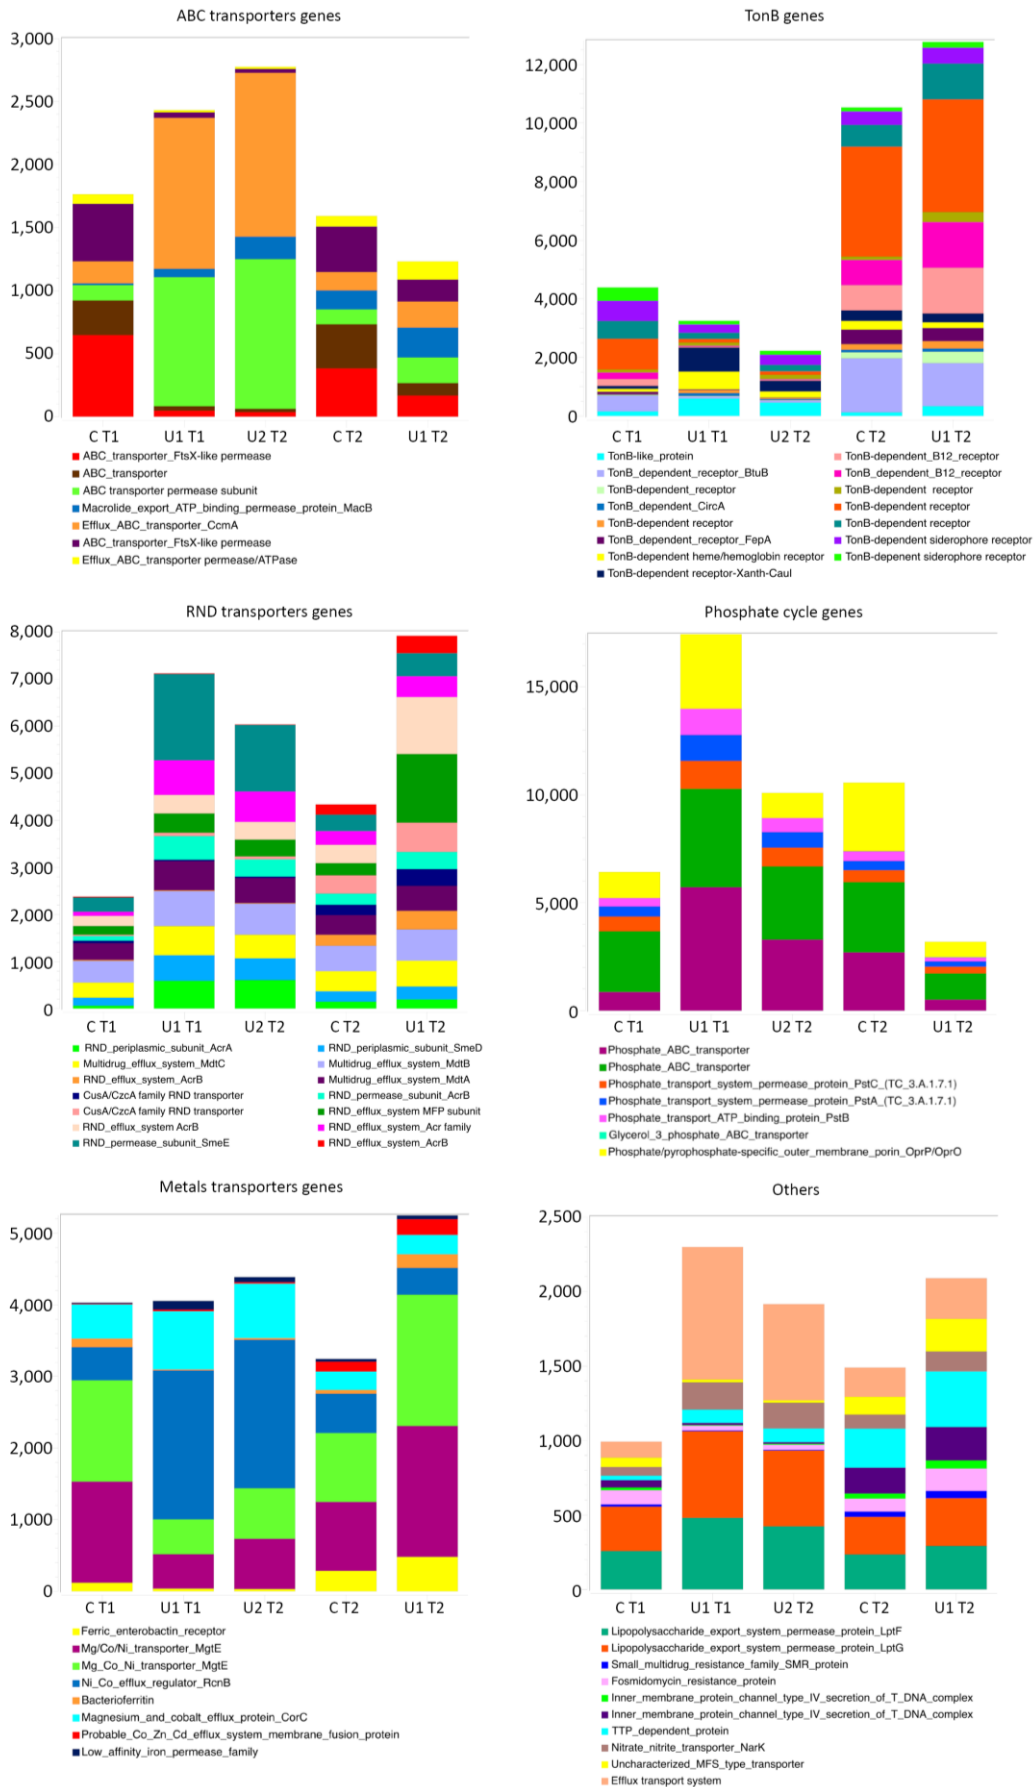 ABC transporters genes
3,000
2,500
2,000
1,500
1,000
500
0
C T1 U1 T1 U2 T2 C T2 U1 T2
ABC_transporter_FtsX-like permease
ABC_transporter
ABC transporter permease subunit
Macrolide_export_ATP_binding_permease_protein_MacB
Efflux_ABC_transporter_CcmA
ABC_transporter_FtsX-like permease
Efflux_ABC_transporter permease/ATPase
TonB genes
12,000
10,000
8,000
6,000
4,000
2,000
0
C T1 U1 T1 U2 T2 C T2 U1 T2
TonB-like_protein
TonB_dependent_receptor_BtuB
TonB-dependent_receptor
TonB_dependent_CircA
TonB-dependent receptor
TonB_dependent_receptor_FepA
TonB-dependent heme/hemoglobin receptor
TonB-dependent receptor-Xanth-Caul
TonB-dependent_B12_receptor
TonB_dependent_B12_receptor
TonB-dependent receptor
TonB-dependent receptor
TonB-dependent receptor
TonB-dependent siderophore receptor
TonB-depenent siderophore receptor
RND transporters genes
8,000
7,000
6,000
5,000
4,000
3,000
2,000
1,000
0
C T1 U1 T1 U2 T2 C T2 U1 T2
RND_periplasmic_subunit_AcrA
Multidrug_efflux_system_MdtC
RND_efflux_system_AcrB
CusA/CzcA family RND transporter
CusA/CzcA family RND transporter
RND_efflux_system AcrB
RND_permease_subunit_SmeE
RND_periplasmic_subunit_SmeD
Multidrug_efflux_system_MdtB
Multidrug_efflux_system_MdtA
RND_permease_subunit_AcrB
RND_efflux_system MFP subunit
RND_efflux_system_Acr family
RND_efflux_system_AcrB
Phosphate cycle genes
15,000
10,000
5,000
0
C T1 U1 T1 U2 T2 C T2 U1 T2
Phosphate_ABC_transporter
Phosphate_ABC_transporter
Phosphate_transport_system_permease_protein_PstC_(TC_3.A.1.7.1)
Phosphate_transport_system_permease_protein_PstA_(TC_3.A.1.7.1)
Phosphate_transport_ATP_binding_protein_PstB
Glycerol_3_phosphate_ABC_transporter
Phosphate/pyrophosphate-specific_outer_membrane_porin_OprP/OprO
Metals transporters genes
5,000
4,000
3,000
2,000
1,000
0
C T1 U1 T1 U2 T2 C T2 U1 T2
Ferric_enterobactin_receptor
Mg/Co/Ni_transporter_MgtE
Mg_Co_Ni_transporter_MgtE
Ni_Co_efflux_regulator_RcnB
Bacterioferritin
Magnesium_and_cobalt_efflux_protein_CorC
Probable_Co_Zn_Cd_efflux_system_membrane_fusion_protein
Low_affinity_iron_permease_family
Others
2,500
2,000
1,500
1,000
500
0
C T1 U1 T1 U2 T2 C T2 U1 T2
Lipopolysaccharide_export_system_permease_protein_LptF
Lipopolysaccharide_export_system_permease_protein_LptG
Small_multidrug_resistance_family_SMR_protein
Fosmidomycin_resistance_protein
Inner_membrane_protein_channel_type_IV_secretion_of_T_DNA_complex
Inner_membrane_protein_channel_type_IV_secretion_of_T_DNA_complex
TTP_dependent_protein
Nitrate_nitrite_transporter_NarK
Uncharacterized_MFS_type_transporter
Efflux transport system